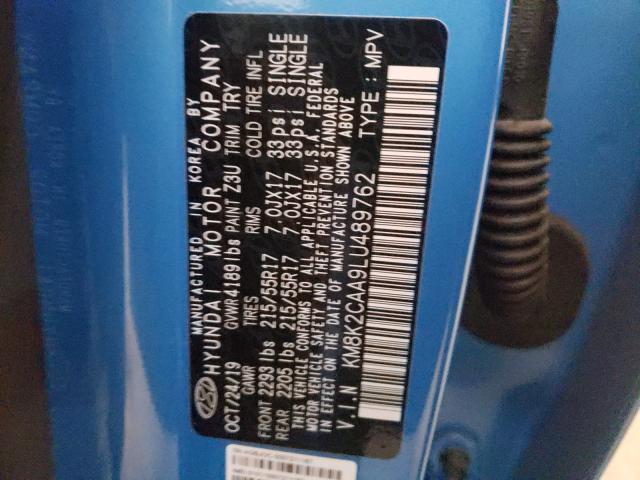 MANUFACTURED IN KOREA BY
HYUNDAI MOTOR COMPANY
OCT/24/19 GVWR 4189 lbs PAINT Z3U TRIM TRY
GAWR TIRES RIMS COLD TIRE INFL
FRONT 2293 lbs 215/55R17 7.0JX17 33psi SINGLE
REAR 2205 lbs 215/55R17 7.0JX17 33psi SINGLE
THIS VEHICLE CONFORMS TO ALL APPLICABLE U.S.A. FEDERAL
MOTOR VEHICLE SAFETY AND THEFT PREVENTION STANDARDS
IN EFFECT ON THE DATE OF MANUFACTURE SHOWN ABOVE
V.I.N KM8K2CAA9LU489762 TYPE : MPV